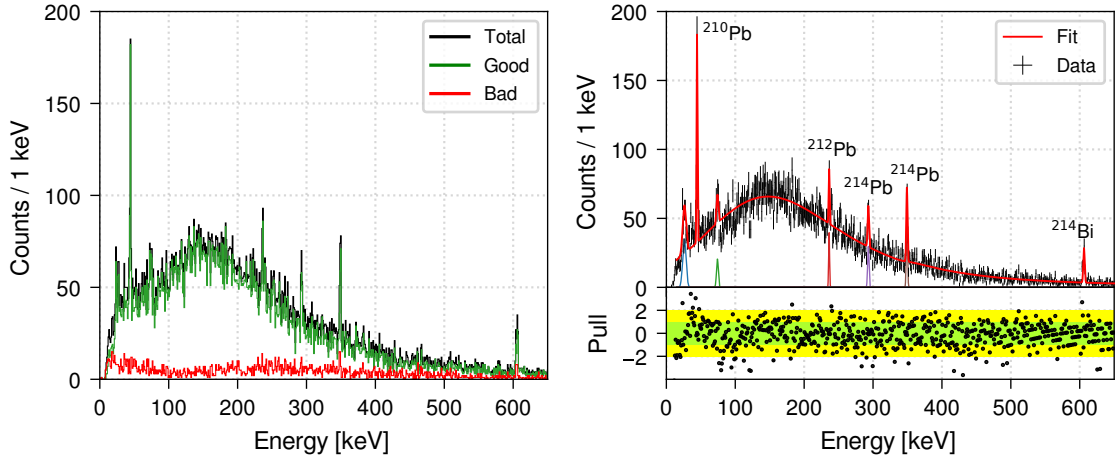 200
150
100
50
0
Counts / 1 keV
Total
Good
Bad
0 100 200 300 400 500 600
Energy [keV]
200
150
100
50
0
Counts / 1 keV
²¹⁰Pb
²¹²Pb
²¹⁴Pb
²¹⁴Pb
²¹⁴Bi
Fit
Data
2
0
−2
Pull
0 100 200 300 400 500 600
Energy [keV]